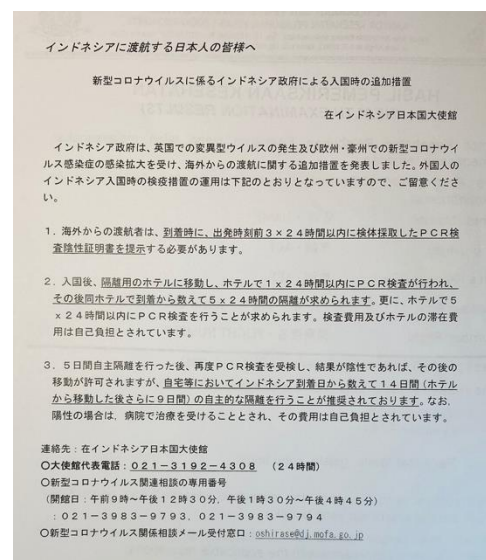 インドネシアに渡航する日本人の皆様へ
新型コロナウイルスに係るインドネシア政府による入国時の追加措置
在インドネシア日本国大使館
インドネシア政府は、英国での変異型ウイルスの発生及び欧州・豪州での新型コロナウイ
ルス感染症の感染拡大を受け、海外からの渡航に関する追加措置を発表しました。外国人の
インドネシア入国時の検疫措置の運用は下記のとおりとなっていますので、ご留意くださ
い。
1．海外からの渡航者は、到着時に、出発時刻前３×２４時間以内に検体採取したＰＣＲ検
査陰性証明書を提示する必要があります。
2．入国後、隔離用のホテルに移動し、ホテルで１ｘ２４時間以内にＰＣＲ検査が行われ、
その後同ホテルで到着から数えて５ｘ２４時間の隔離が求められます。更に、ホテルで５
ｘ２４時間以内にＰＣＲ検査を行うことが求められます。検査費用及びホテルの滞在費
用は自己負担とされています。
3．５日間自主隔離を行った後、再度ＰＣＲ検査を受検し、結果が陰性であれば、その後の
移動が許可されますが、自宅等においてインドネシア到着日から数えて１４日間（ホテル
から移動した後さらに９日間）の自主的な隔離を行うことが推奨されております。なお、
陽性の場合は、病院で治療を受けることとされ、その費用は自己負担とされています。
連絡先：在インドネシア日本国大使館
〇大使館代表電話：０２１－３１９２－４３０８　（２４時間）
〇新型コロナウイルス関連相談の専用番号
（開館日：午前９時～午後１２時３０分、午後１時３０分～午後４時４５分）
：０２１－３９８３－９７９３、０２１－３９８３－９７９４
〇新型コロナウイルス関係相談メール受付窓口：oshirase@dj.mofa.go.jp